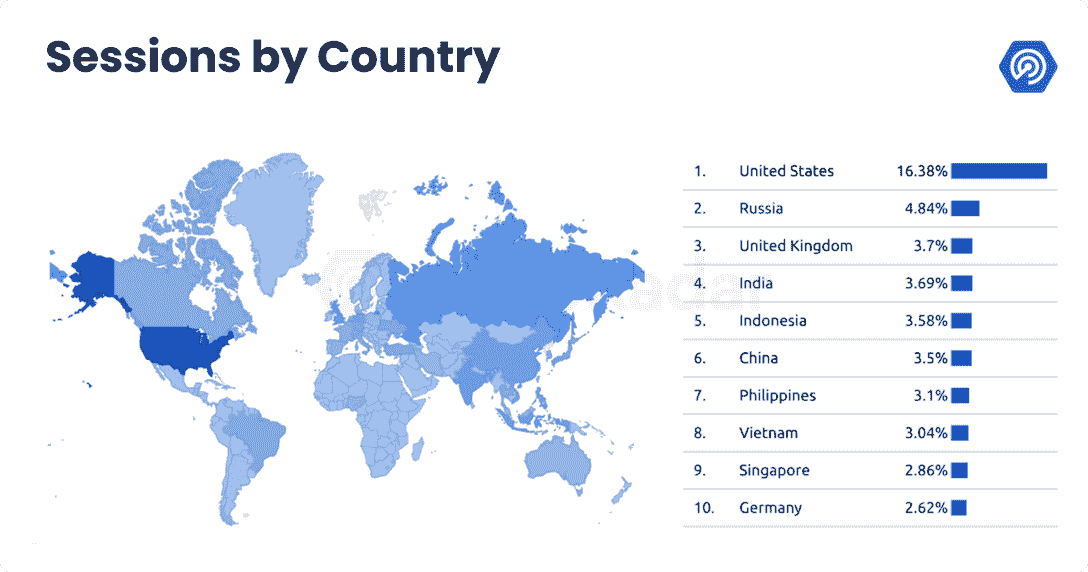 Sessions by Country
1. United States 16.38%
2. Russia 4.84%
3. United Kingdom 3.7%
4. India 3.69%
5. Indonesia 3.58%
6. China 3.5%
7. Philippines 3.1%
8. Vietnam 3.04%
9. Singapore 2.86%
10. Germany 2.62%